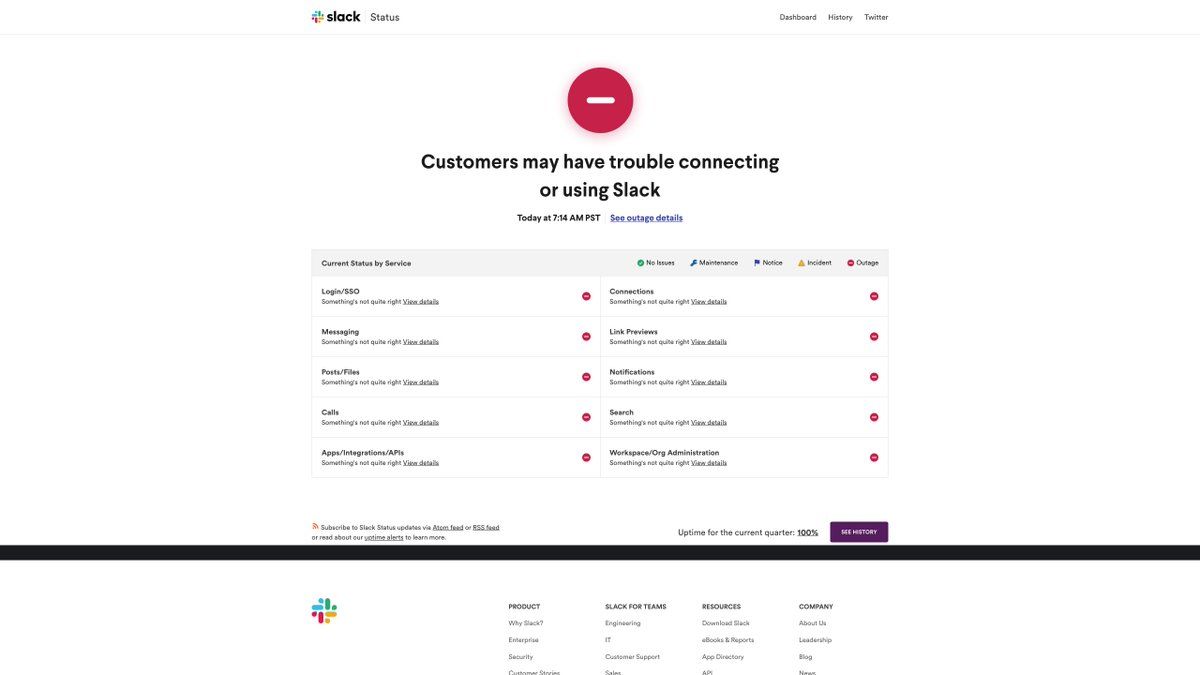 slack Status Dashboard History Twitter
Customers may have trouble connecting
or using Slack
Today at 7:14 AM PST See outage details
Current Status by Service No Issues Maintenance Notice Incident Outage
Login/SSO
Something's not quite right View details
Connections
Something's not quite right View details
Messaging
Something's not quite right View details
Link Previews
Something's not quite right View details
Posts/Files
Something's not quite right View details
Notifications
Something's not quite right View details
Calls
Something's not quite right View details
Search
Something's not quite right View details
Apps/Integrations/APIs
Something's not quite right View details
Workspace/Org Administration
Something's not quite right View details
Subscribe to Slack Status updates via Atom feed or RSS feed
or read about our uptime alerts to learn more.
Uptime for the current quarter: 100% SEE HISTORY
PRODUCT
Why Slack?
Enterprise
Security
Customer Stories
SLACK FOR TEAMS
Engineering
IT
Customer Support
Sales
RESOURCES
Download Slack
eBooks & Reports
App Directory
API
COMPANY
About Us
Leadership
Blog
News